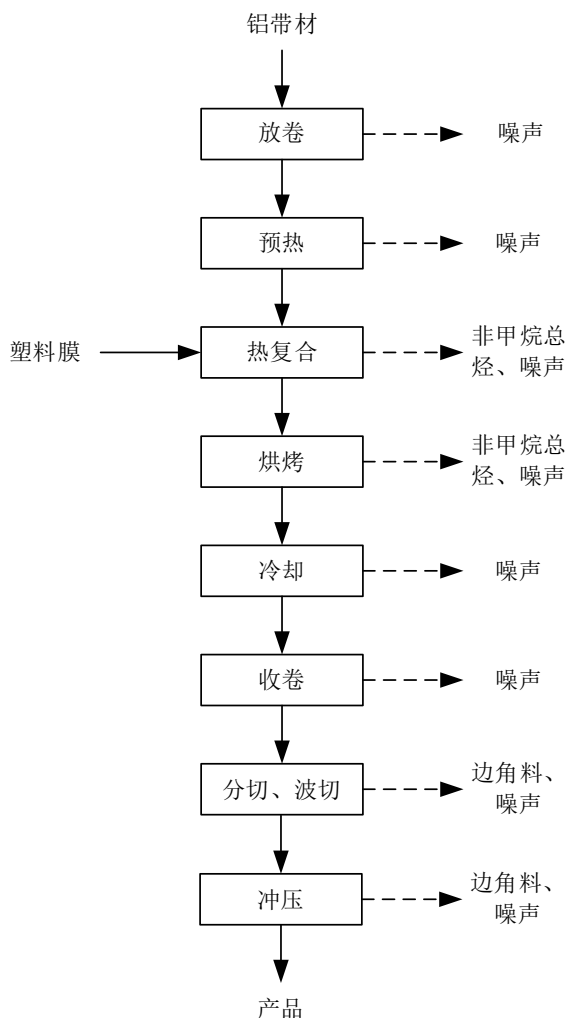 铝带材
放卷
噪声
预热
噪声
塑料膜
热复合
非甲烷总
烃、噪声
烘烤
非甲烷总
烃、噪声
冷却
噪声
收卷
噪声
分切、波切
边角料、
噪声
冲压
边角料、
噪声
产品